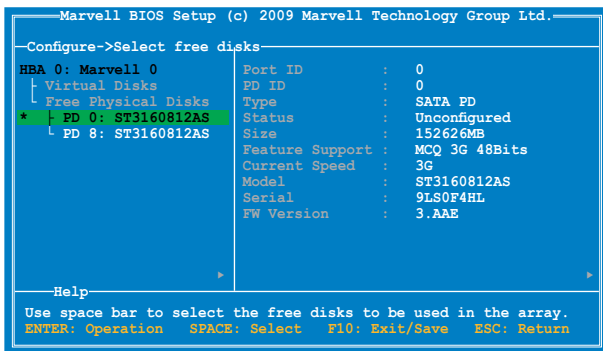 Marvell BIOS Setup (c) 2009 Marvell Technology Group Ltd.
Configure->Select free disks
HBA 0: Marvell 0
Virtual Disks
Free Physical Disks
* PD 0: ST3160812AS
PD 8: ST3160812AS
Port ID : 0
PD ID : 0
Type : SATA PD
Status : Unconfigured
Size : 152626MB
Feature Support : MCQ 3G 48Bits
Current Speed : 3G
Model : ST3160812AS
Serial : 9LS0F4HL
FW Version : 3.AAE
Help
Use space bar to select the free disks to be used in the array.
ENTER: Operation SPACE: Select F10: Exit/Save ESC: Return